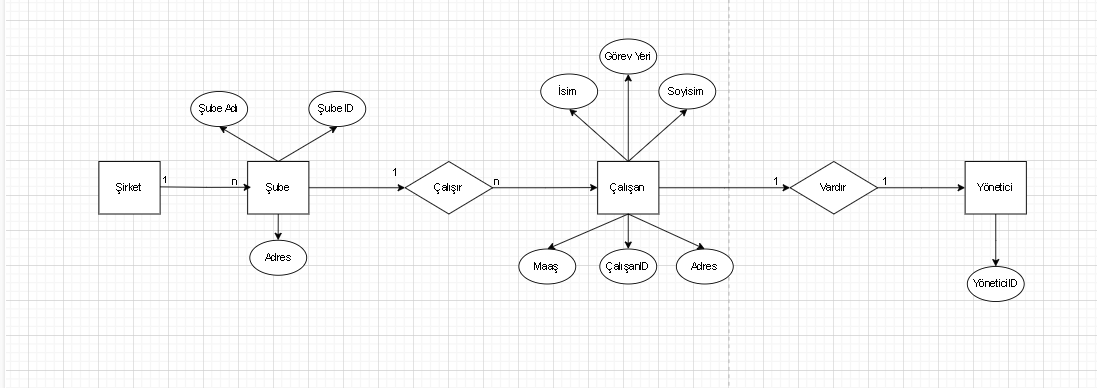 Görev Yeri
İsim
Soyisim
Şube Adı
Şube ID
Şirket
1
n
Şube
1
Çalışır
n
Çalışan
1
Vardır
1
Yönetici
Adres
Maaş
ÇalışanID
Adres
YöneticiID